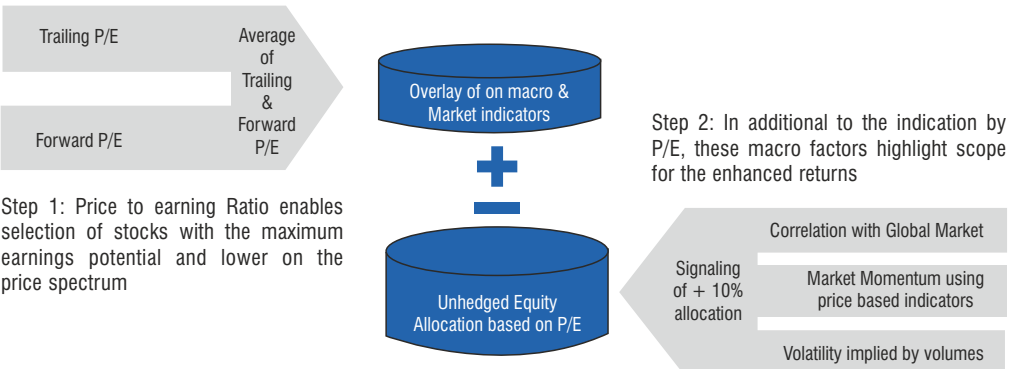 Trailing P/E
Forward P/E
Average
of
Trailing
&
Forward
P/E
Step 1: Price to earning Ratio enables
selection of stocks with the maximum
earnings potential and lower on the
price spectrum
Overlay of on macro &
Market indicators
Unhedged Equity
Allocation based on P/E
Step 2: In additional to the indication by
P/E, these macro factors highlight scope
for the enhanced returns
Signaling
of + 10%
allocation
Correlation with Global Market
Market Momentum using
price based indicators
Volatility implied by volumes